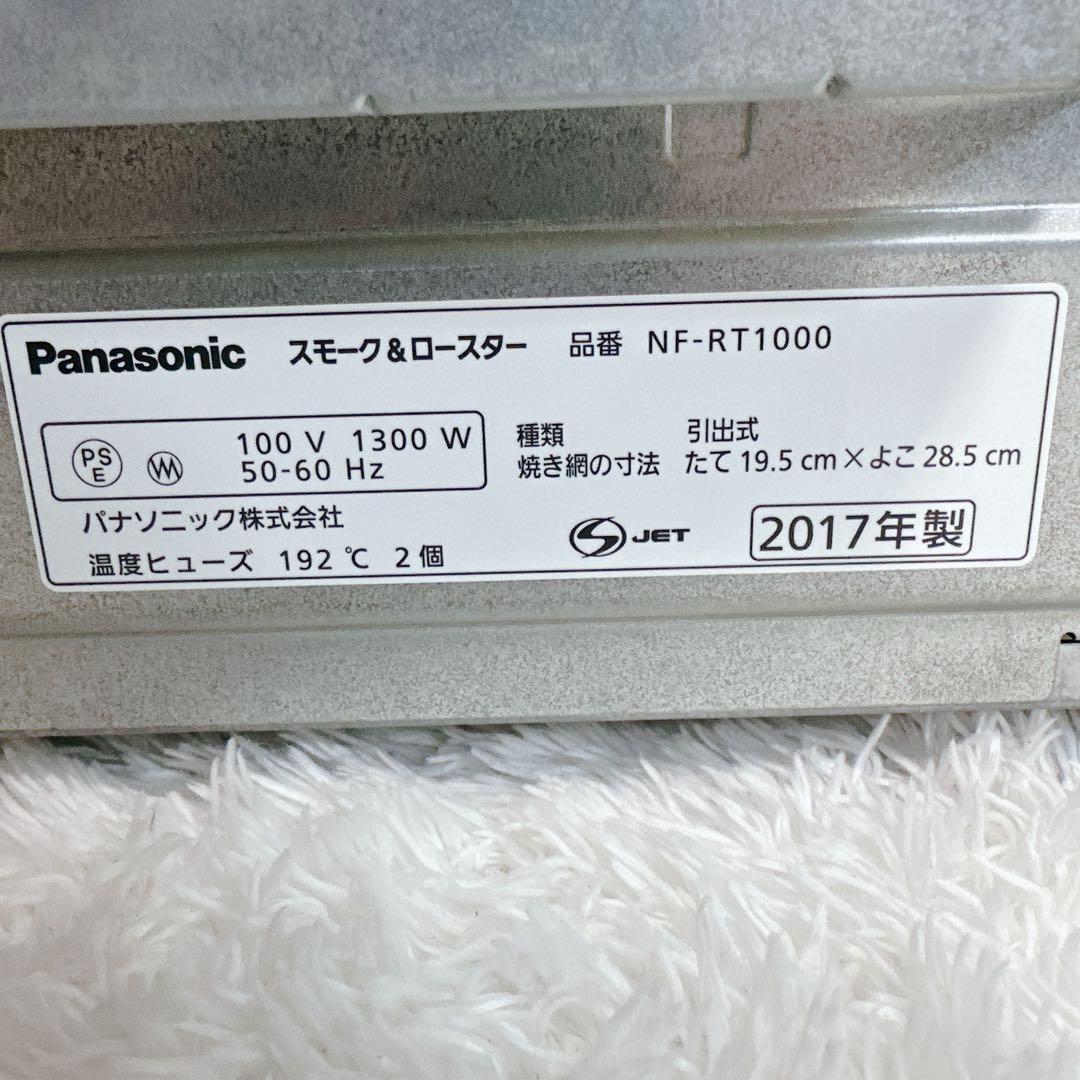 Panasonic スモーク&ロースター 品番 NF-RT1000
PS
E
100 V 1300 W
50-60 Hz
種類 引出式
焼き網の寸法 たて 19.5 cm×よこ 28.5 cm
パナソニック株式会社
JET
2017年製
温度ヒューズ 192 ℃ 2個